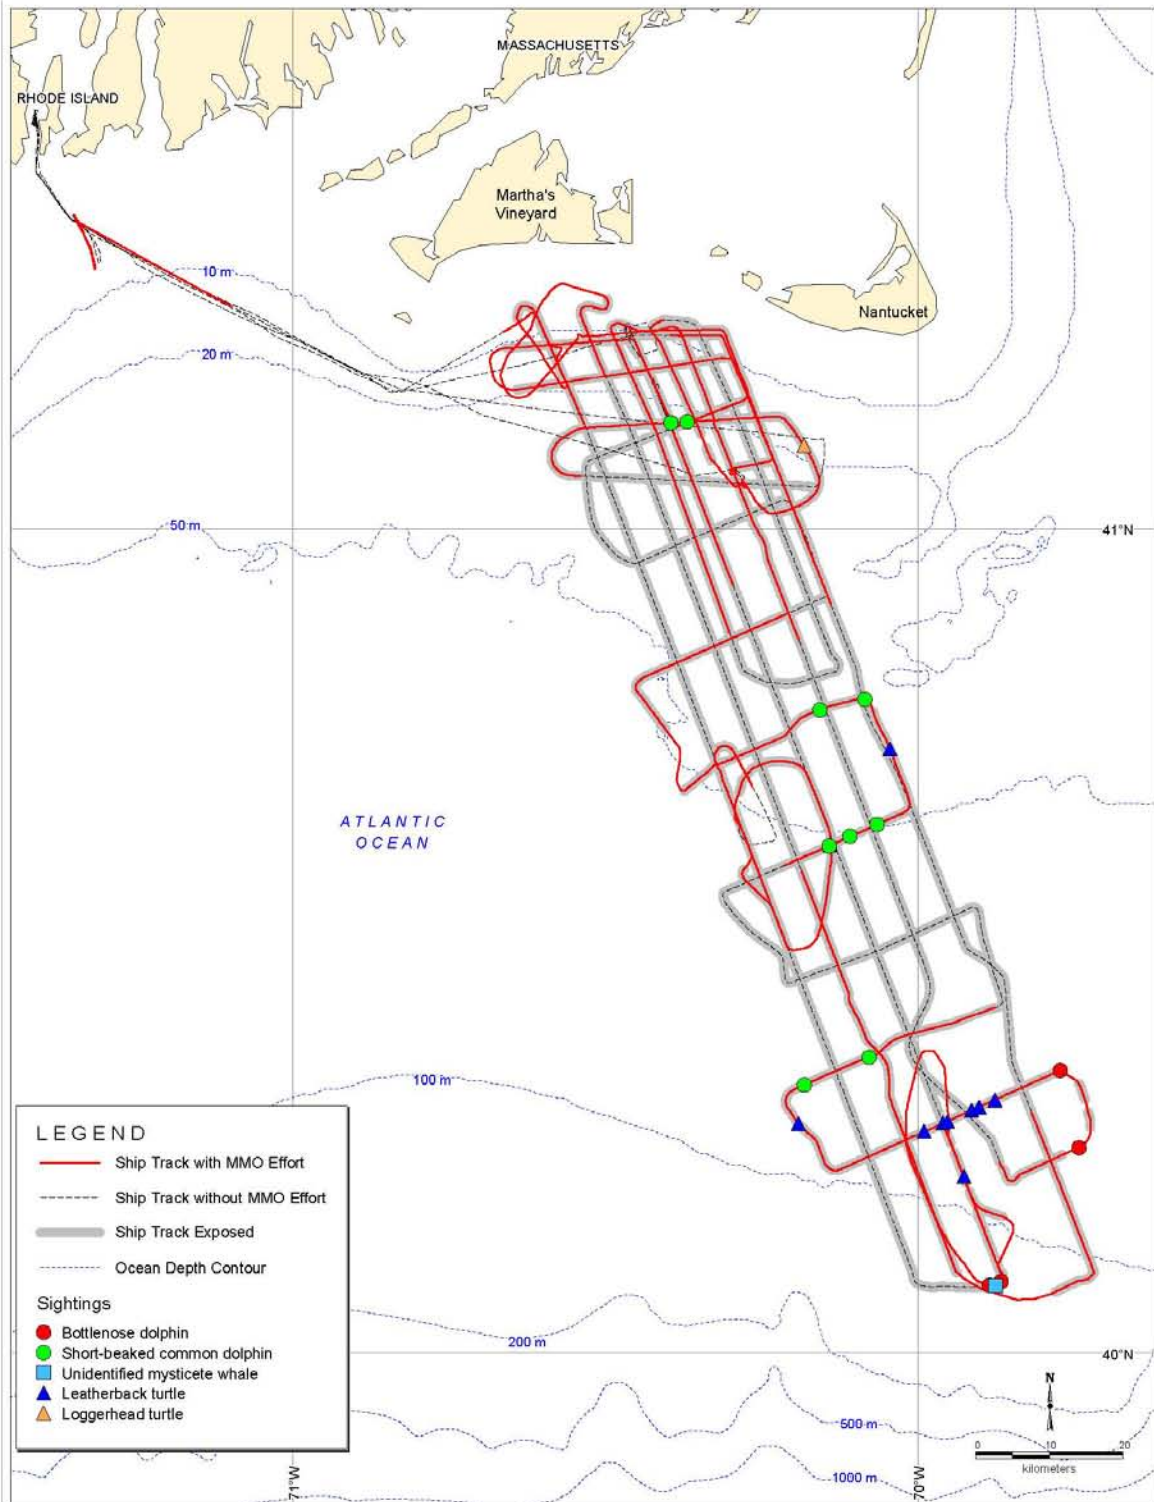 MASSACHUSETTS
RHODE ISLAND
Martha's
Vineyard
10 m
Nantucket
20 m
50 m
41°N
ATLANTIC
OCEAN
100 m
LEGEND
Ship Track with MMO Effort
Ship Track without MMO Effort
Ship Track Exposed
Ocean Depth Contour
Sightings
Bottlenose dolphin
Short-beaked common dolphin
Unidentified mysticete whale
Leatherback turtle
Loggerhead turtle
200 m
40°N
N
500 m
0 10 20
kilometers
1000 m
71°W
70°W